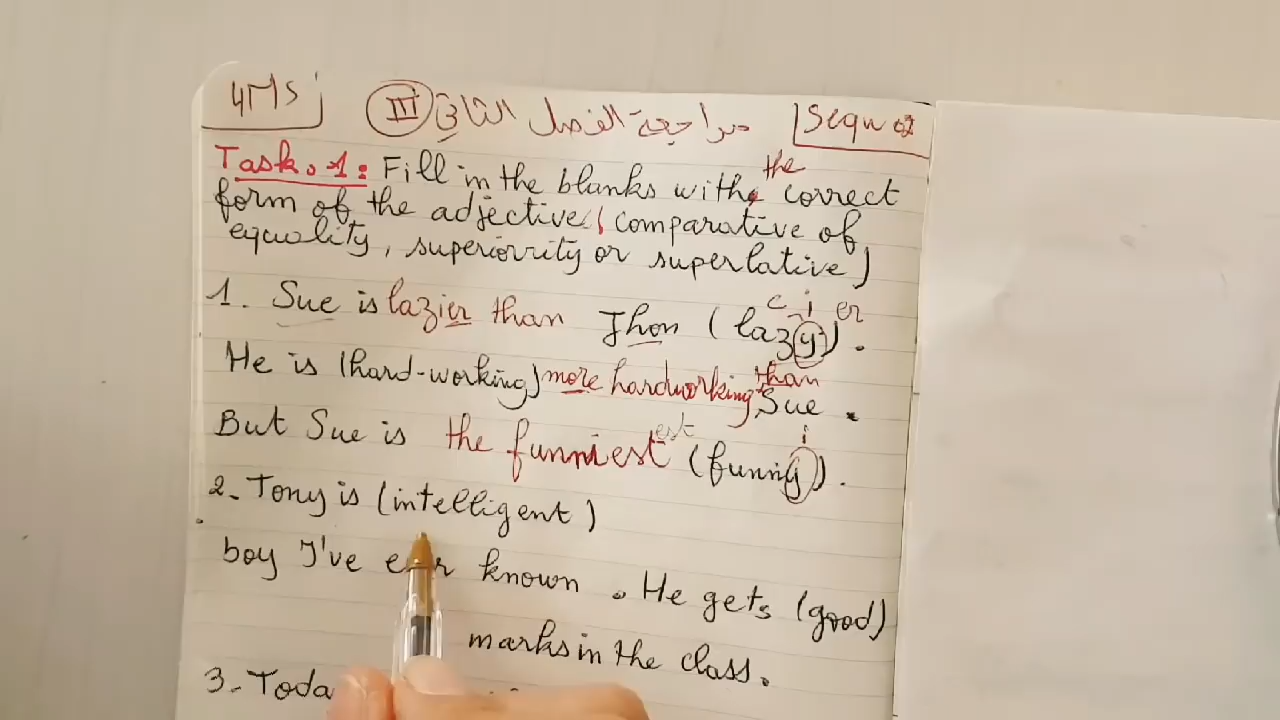 4Ms
مراجعة الفصل الثاني III
Sequ 02
Task. 1: Fill in the blanks with the correct
form of the adjective (comparative of
equality, superiority or superlative)
1. Sue is lazier than Jhon (lazy). i er
He is (hard-working) more hardworking than Sue.
But Sue is the funniest est (funny). i
2- Tony is (intelligent)
boy I've ever known. He gets (good)
marks in the class.
3- Toda